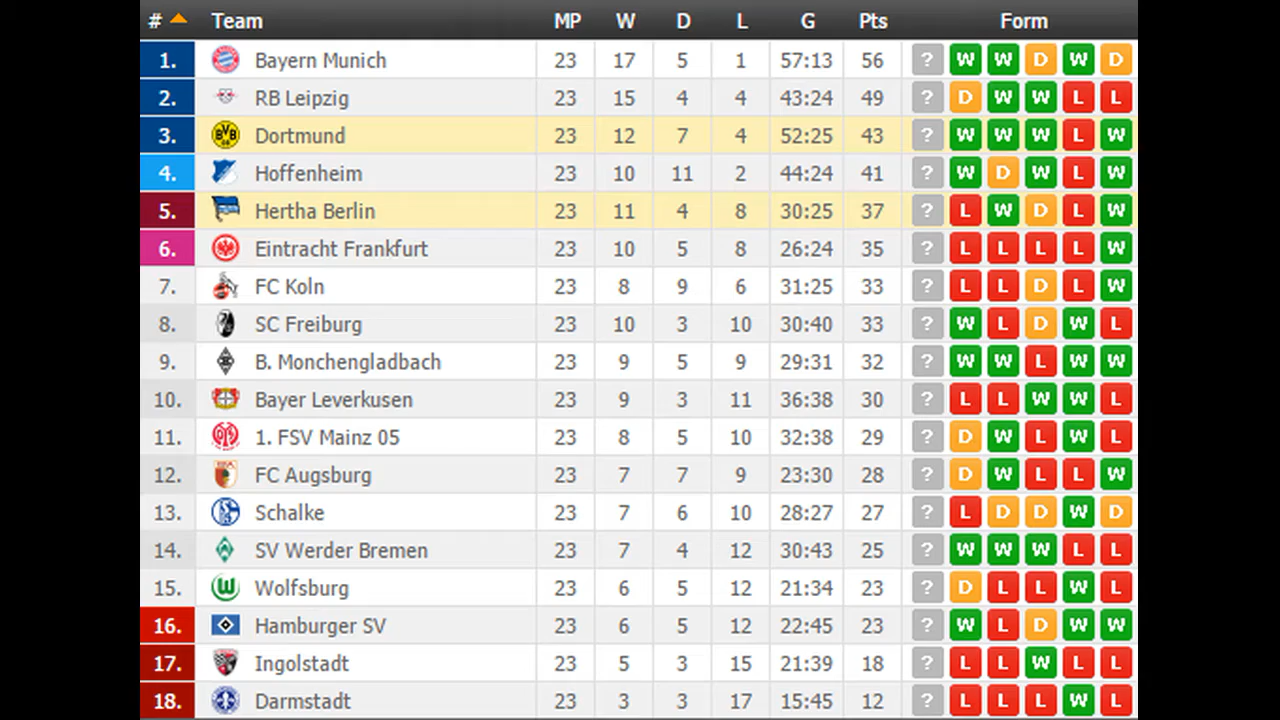 # Team MP W D L G Pts Form
1. Bayern Munich 23 17 5 1 57:13 56 ? W W D W D
2. RB Leipzig 23 15 4 4 43:24 49 ? D W W L L
3. Dortmund 23 12 7 4 52:25 43 ? W W W L W
4. Hoffenheim 23 10 11 2 44:24 41 ? W D W L W
5. Hertha Berlin 23 11 4 8 30:25 37 ? L W D L W
6. Eintracht Frankfurt 23 10 5 8 26:24 35 ? L L L L W
7. FC Koln 23 8 9 6 31:25 33 ? L L D L W
8. SC Freiburg 23 10 3 10 30:40 33 ? W L D W L
9. B. Monchengladbach 23 9 5 9 29:31 32 ? W W L W W
10. Bayer Leverkusen 23 9 3 11 36:38 30 ? L L W W L
11. 1. FSV Mainz 05 23 8 5 10 32:38 29 ? D W L W L
12. FC Augsburg 23 7 7 9 23:30 28 ? D W L L W
13. Schalke 23 7 6 10 28:27 27 ? L D D W D
14. SV Werder Bremen 23 7 4 12 30:43 25 ? W W W L L
15. Wolfsburg 23 6 5 12 21:34 23 ? D L L W L
16. Hamburger SV 23 6 5 12 22:45 23 ? W L D W W
17. Ingolstadt 23 5 3 15 21:39 18 ? L L W L L
18. Darmstadt 23 3 3 17 15:45 12 ? L L L W L